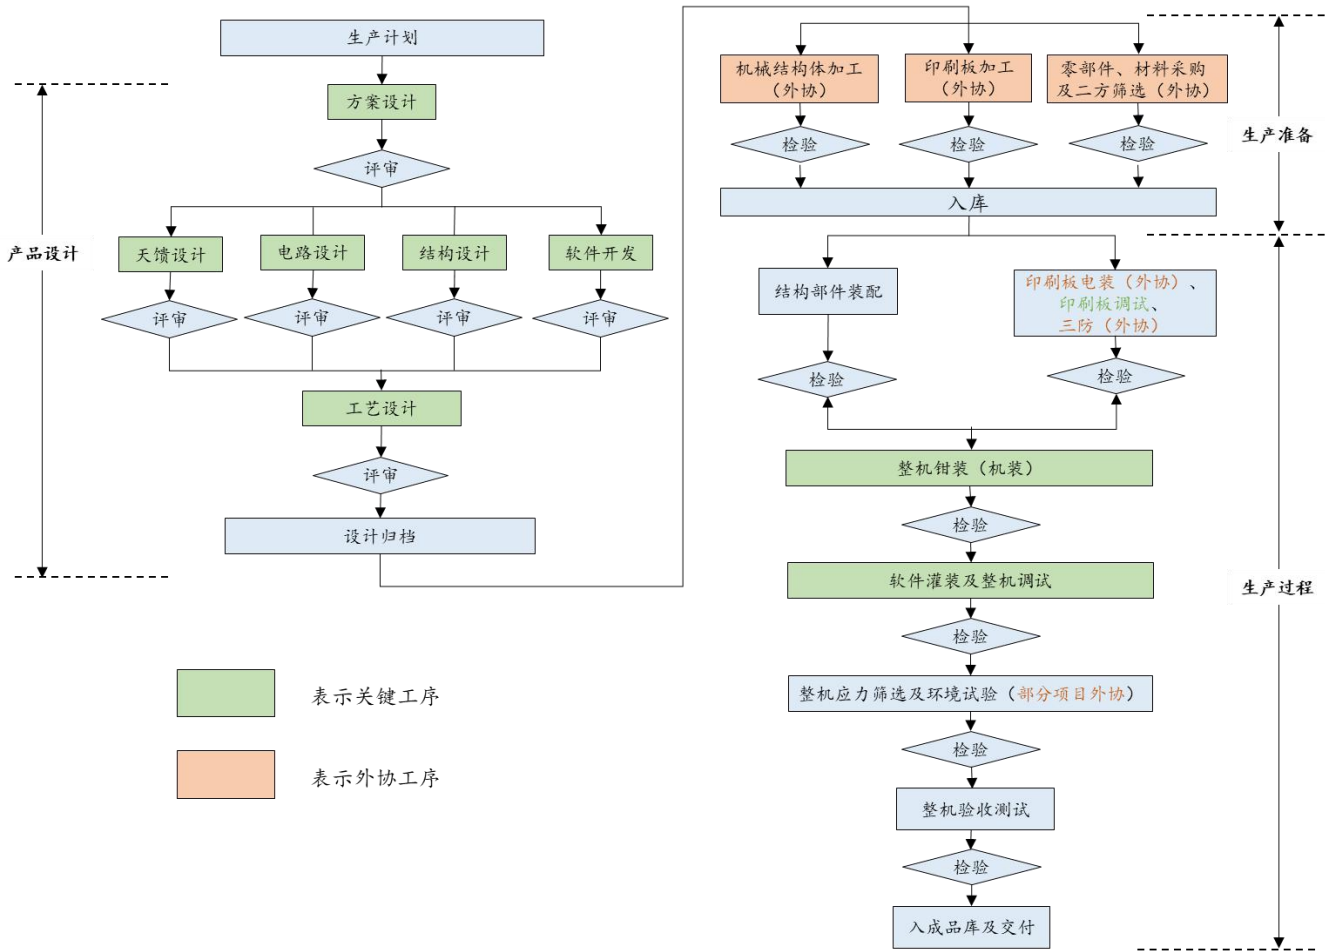 生产计划
方案设计
评审
产品设计
天馈设计
电路设计
结构设计
软件开发
评审
评审
评审
评审
工艺设计
评审
设计归档
表示关键工序
表示外协工序
机械结构体加工
（外协）
印刷板加工
（外协）
零部件、材料采购
及二方筛选（外协）
检验
检验
检验
生产准备
入库
结构部件装配
印刷板电装（外协）、
印刷板调试、
三防（外协）
检验
检验
整机钳装（机装）
检验
软件灌装及整机调试
生产过程
检验
整机应力筛选及环境试验（部分项目外协）
检验
整机验收测试
检验
入成品库及交付